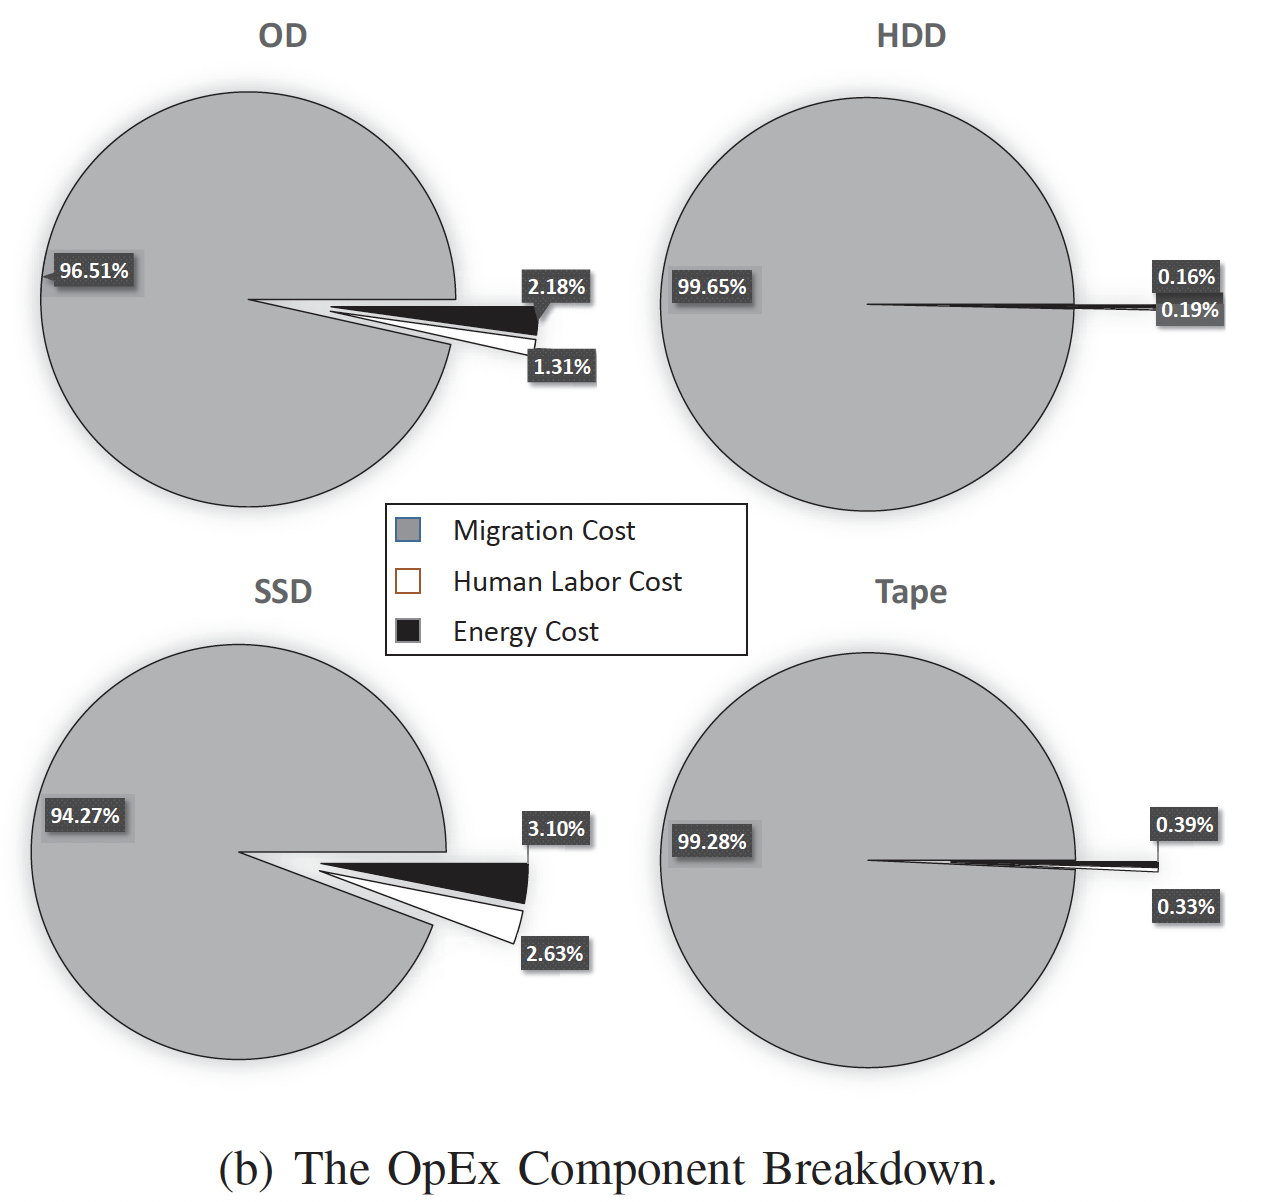 OD
HDD
96.51%
2.18%
1.31%
99.65%
0.16%
0.19%
Migration Cost
Human Labor Cost
Energy Cost
SSD
Tape
94.27%
3.10%
2.63%
99.28%
0.39%
0.33%
(b) The OpEx Component Breakdown.